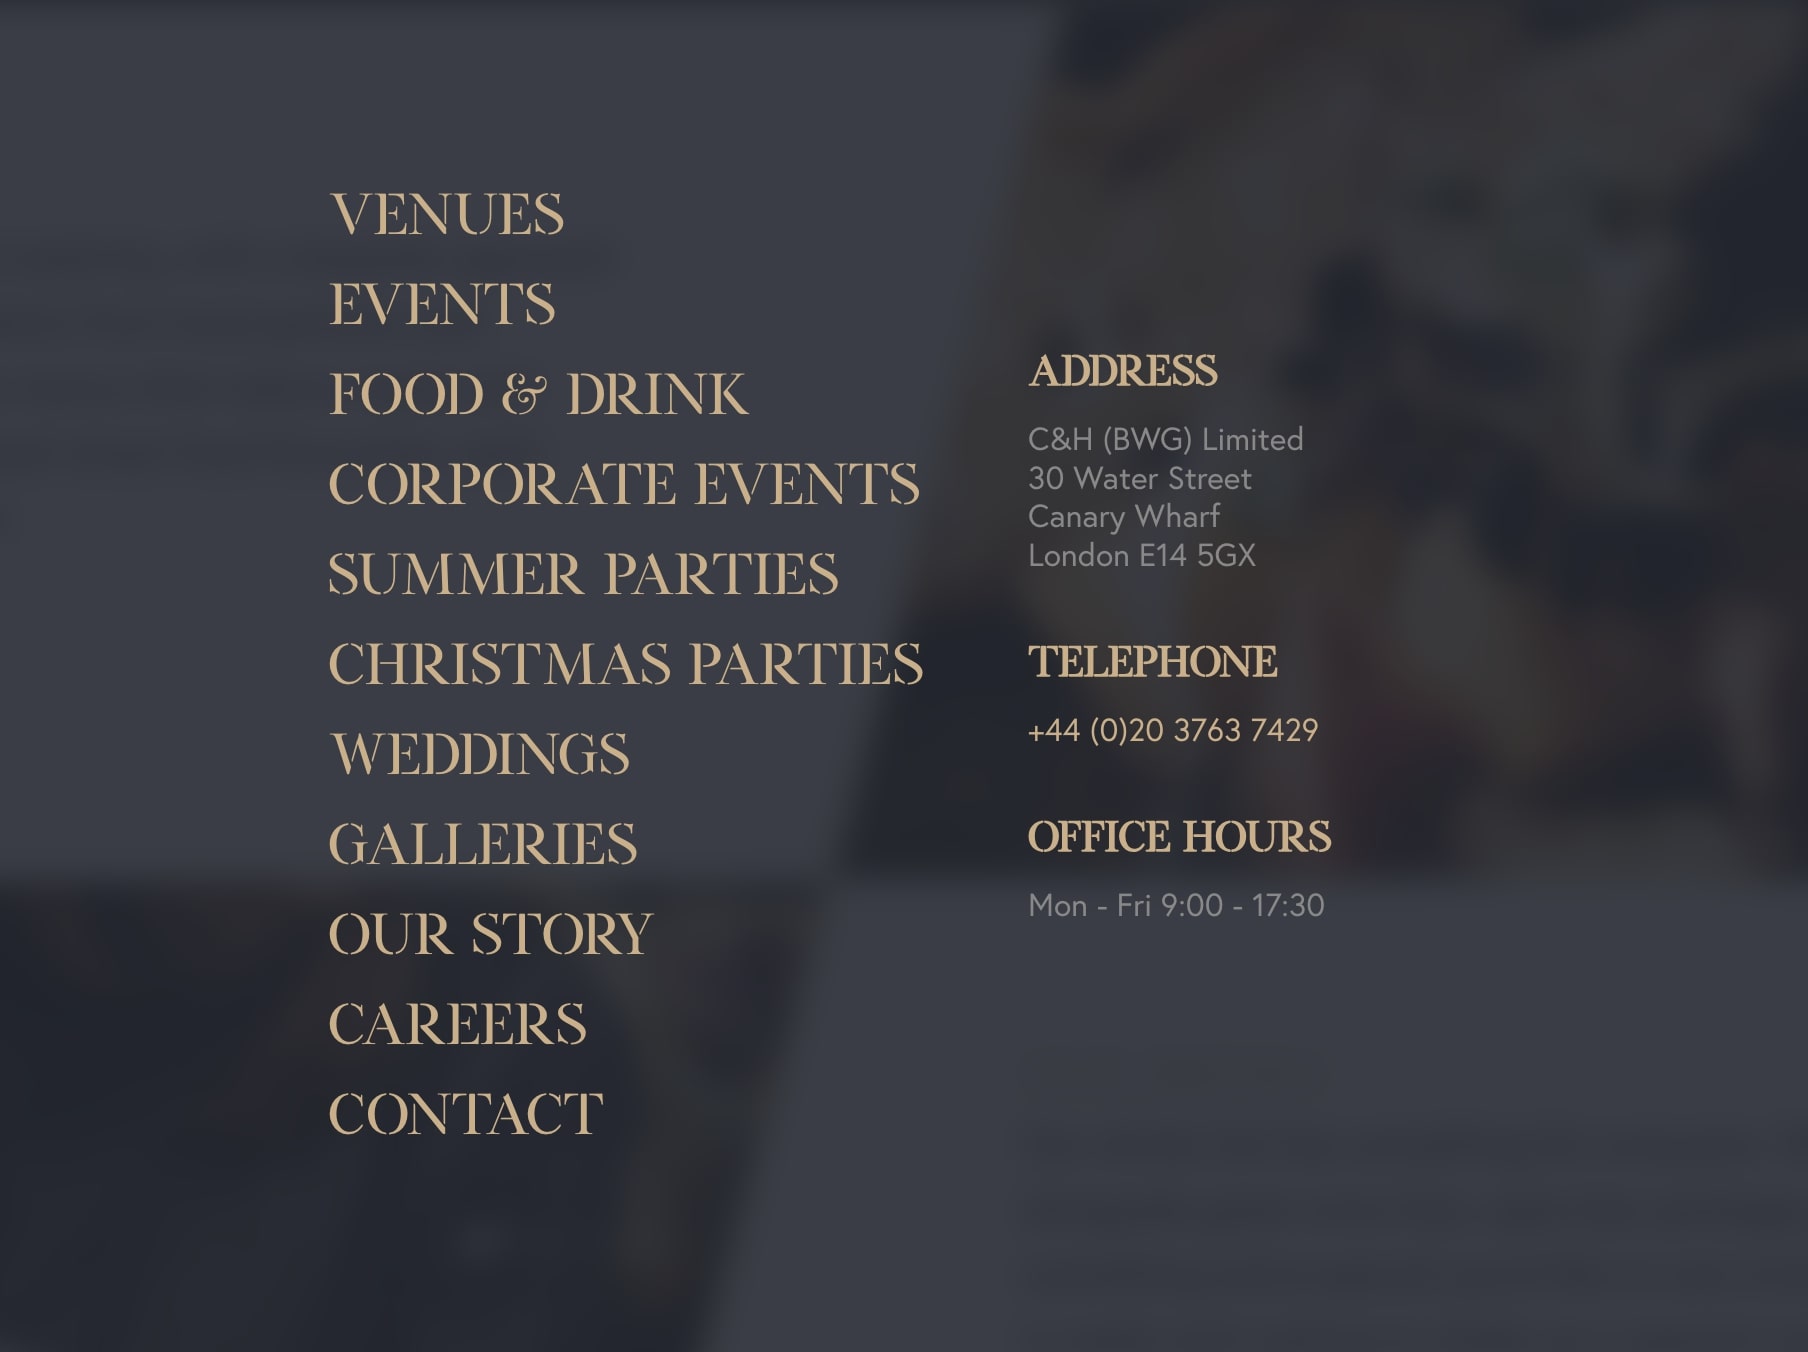 VENUES
EVENTS
FOOD & DRINK
CORPORATE EVENTS
SUMMER PARTIES
CHRISTMAS PARTIES
WEDDINGS
GALLERIES
OUR STORY
CAREERS
CONTACT
ADDRESS
C&H (BWG) Limited
30 Water Street
Canary Wharf
London E14 5GX
TELEPHONE
+44 (0)20 3763 7429
OFFICE HOURS
Mon - Fri 9:00 - 17:30